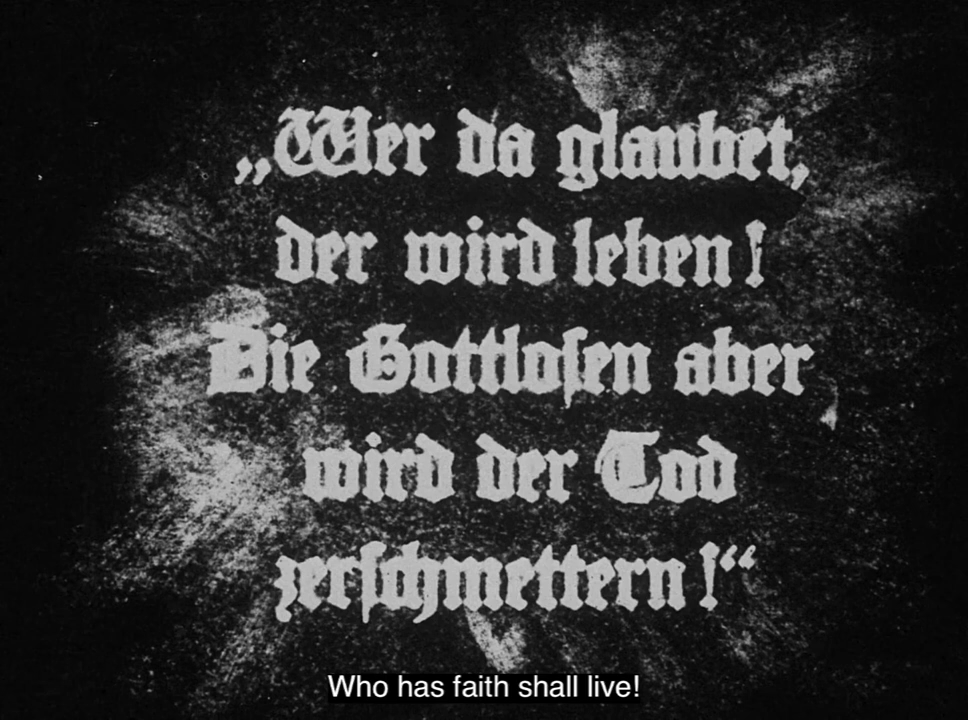 „Wer da glaubet,
der wird leben!
Die Gottloſen aber
wird der Tod
zerſchmettern!“
Who has faith shall live!